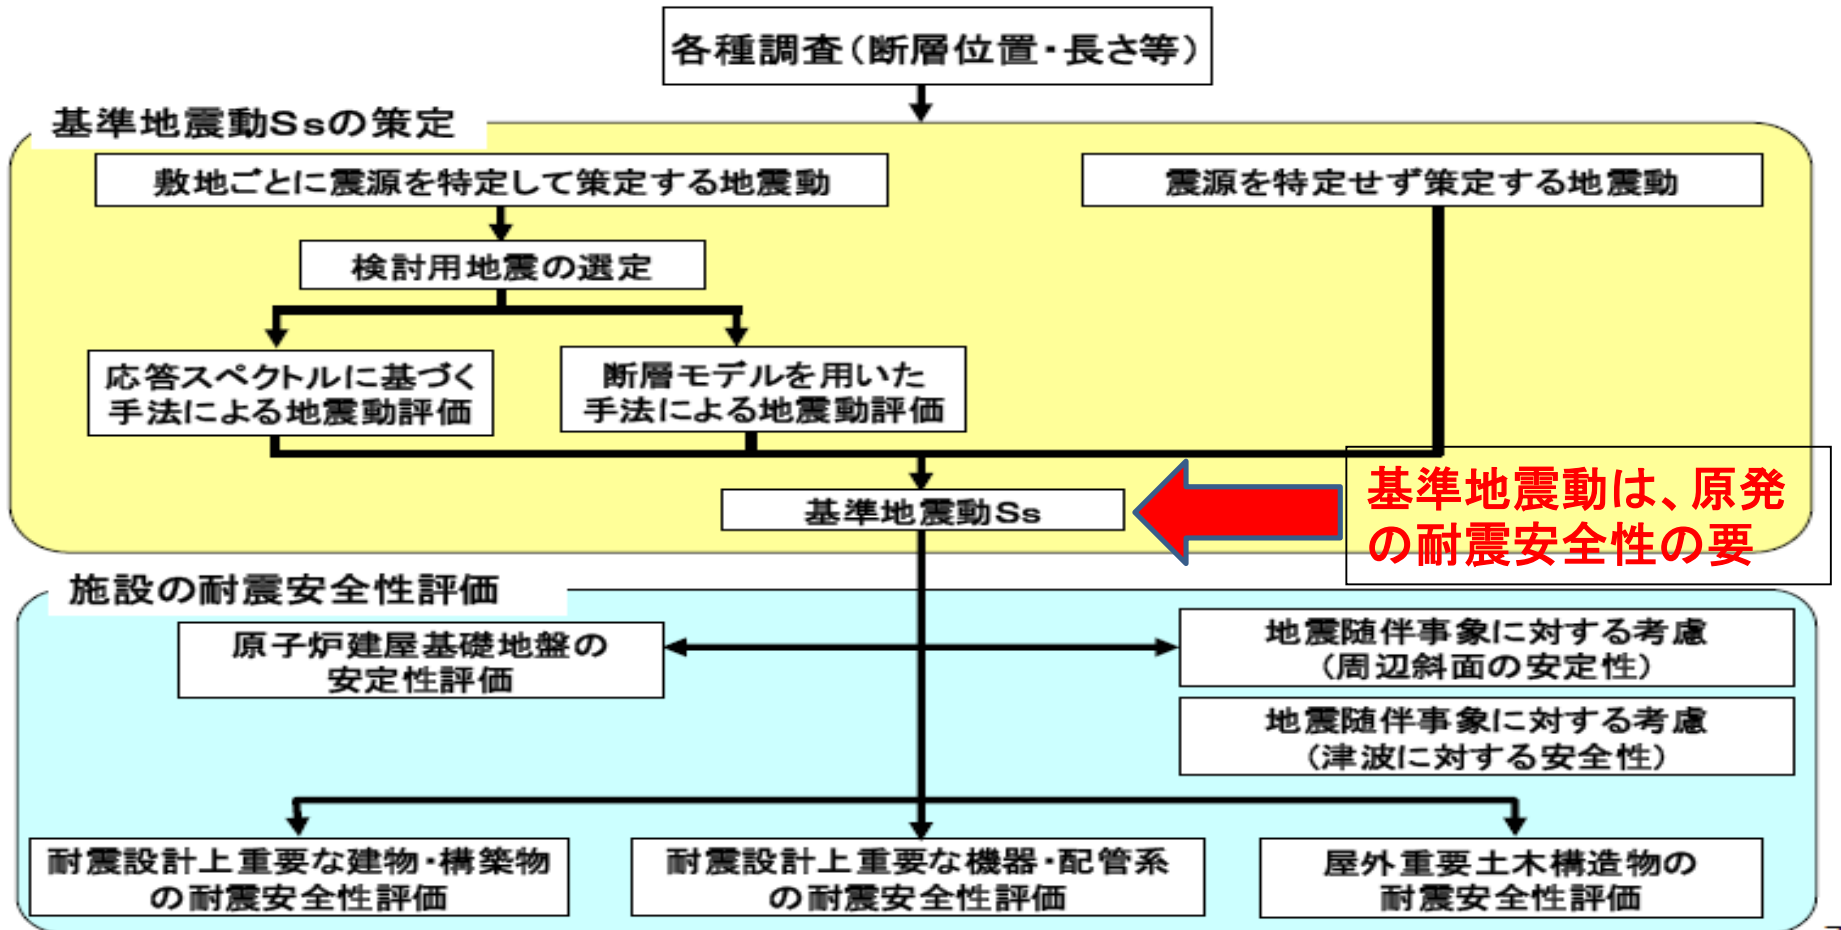 各種調査(断層位置・長さ等)
基準地震動Ssの策定
敷地ごとに震源を特定して策定する地震動
震源を特定せず策定する地震動
検討用地震の選定
応答スペクトルに基づく
手法による地震動評価
断層モデルを用いた
手法による地震動評価
基準地震動Ss
基準地震動は、原発
の耐震安全性の要
施設の耐震安全性評価
原子炉建屋基礎地盤の
安定性評価
地震随伴事象に対する考慮
(周辺斜面の安定性)
地震随伴事象に対する考慮
(津波に対する安全性)
耐震設計上重要な建物・構築物
の耐震安全性評価
耐震設計上重要な機器・配管系
の耐震安全性評価
屋外重要土木構造物の
耐震安全性評価